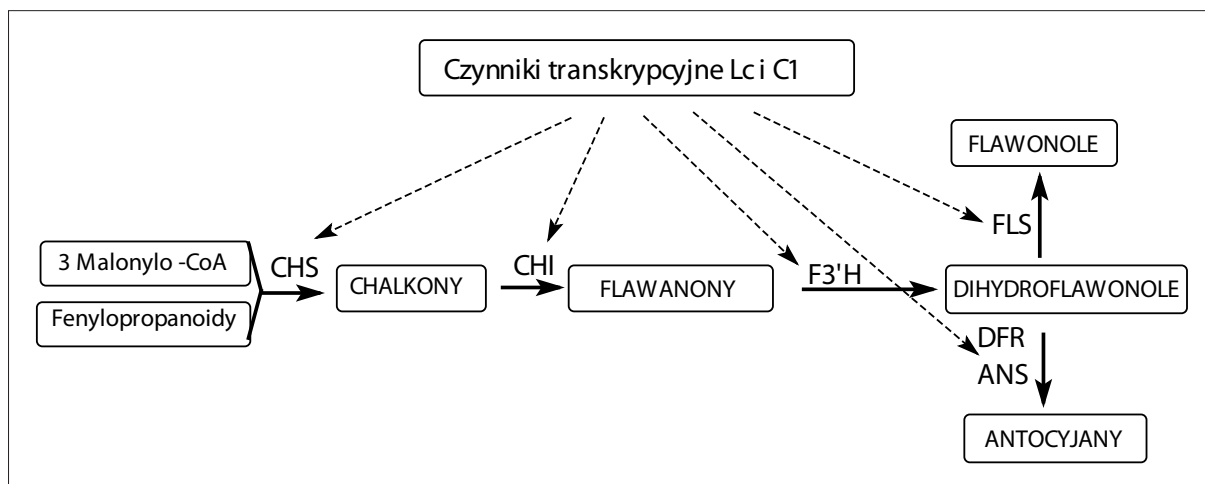 Czynniki transkrypcyjne Lc i C1
FLAWONOLE
FLS
3 Malonylo -CoA
Fenylopropanoidy
CHS
CHALKONY
CHI
FLAWANONY
F3'H
DIHYDROFLAWONOLE
DFR
ANS
ANTOCYJANY